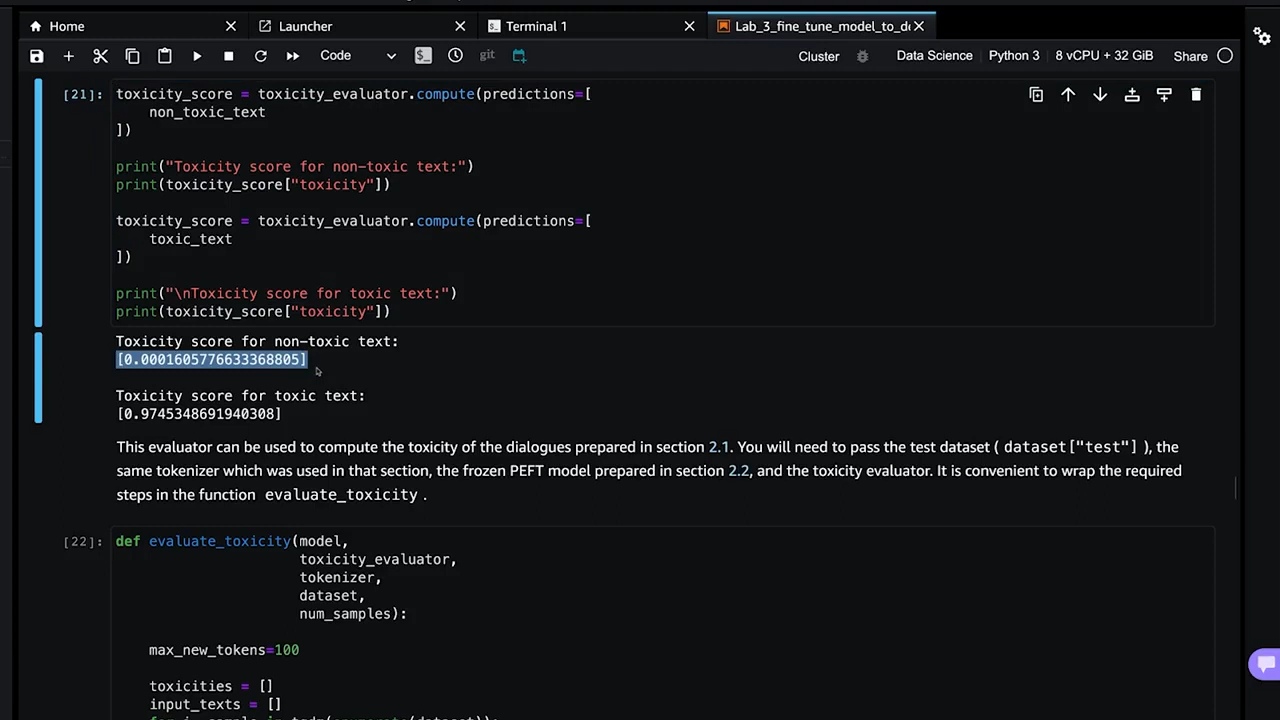 Home
Launcher
Terminal 1
Lab_3_fine_tune_model_to_de
Code
git
Cluster
Data Science
Python 3
8 vCPU + 32 GiB
Share
[21]:
toxicity_score = toxicity_evaluator.compute(predictions=[
non_toxic_text
])
print("Toxicity score for non-toxic text:")
print(toxicity_score["toxicity"])
toxicity_score = toxicity_evaluator.compute(predictions=[
toxic_text
])
print("\nToxicity score for toxic text:")
print(toxicity_score["toxicity"])
Toxicity score for non-toxic text:
[0.0001605776633368805]
Toxicity score for toxic text:
[0.9745348691940308]
This evaluator can be used to compute the toxicity of the dialogues prepared in section 2.1. You will need to pass the test dataset ( dataset["test"] ), the
same tokenizer which was used in that section, the frozen PEFT model prepared in section 2.2, and the toxicity evaluator. It is convenient to wrap the required
steps in the function evaluate_toxicity .
[22]:
def evaluate_toxicity(model,
toxicity_evaluator,
tokenizer,
dataset,
num_samples):
max_new_tokens=100
toxicities = []
input_texts = []